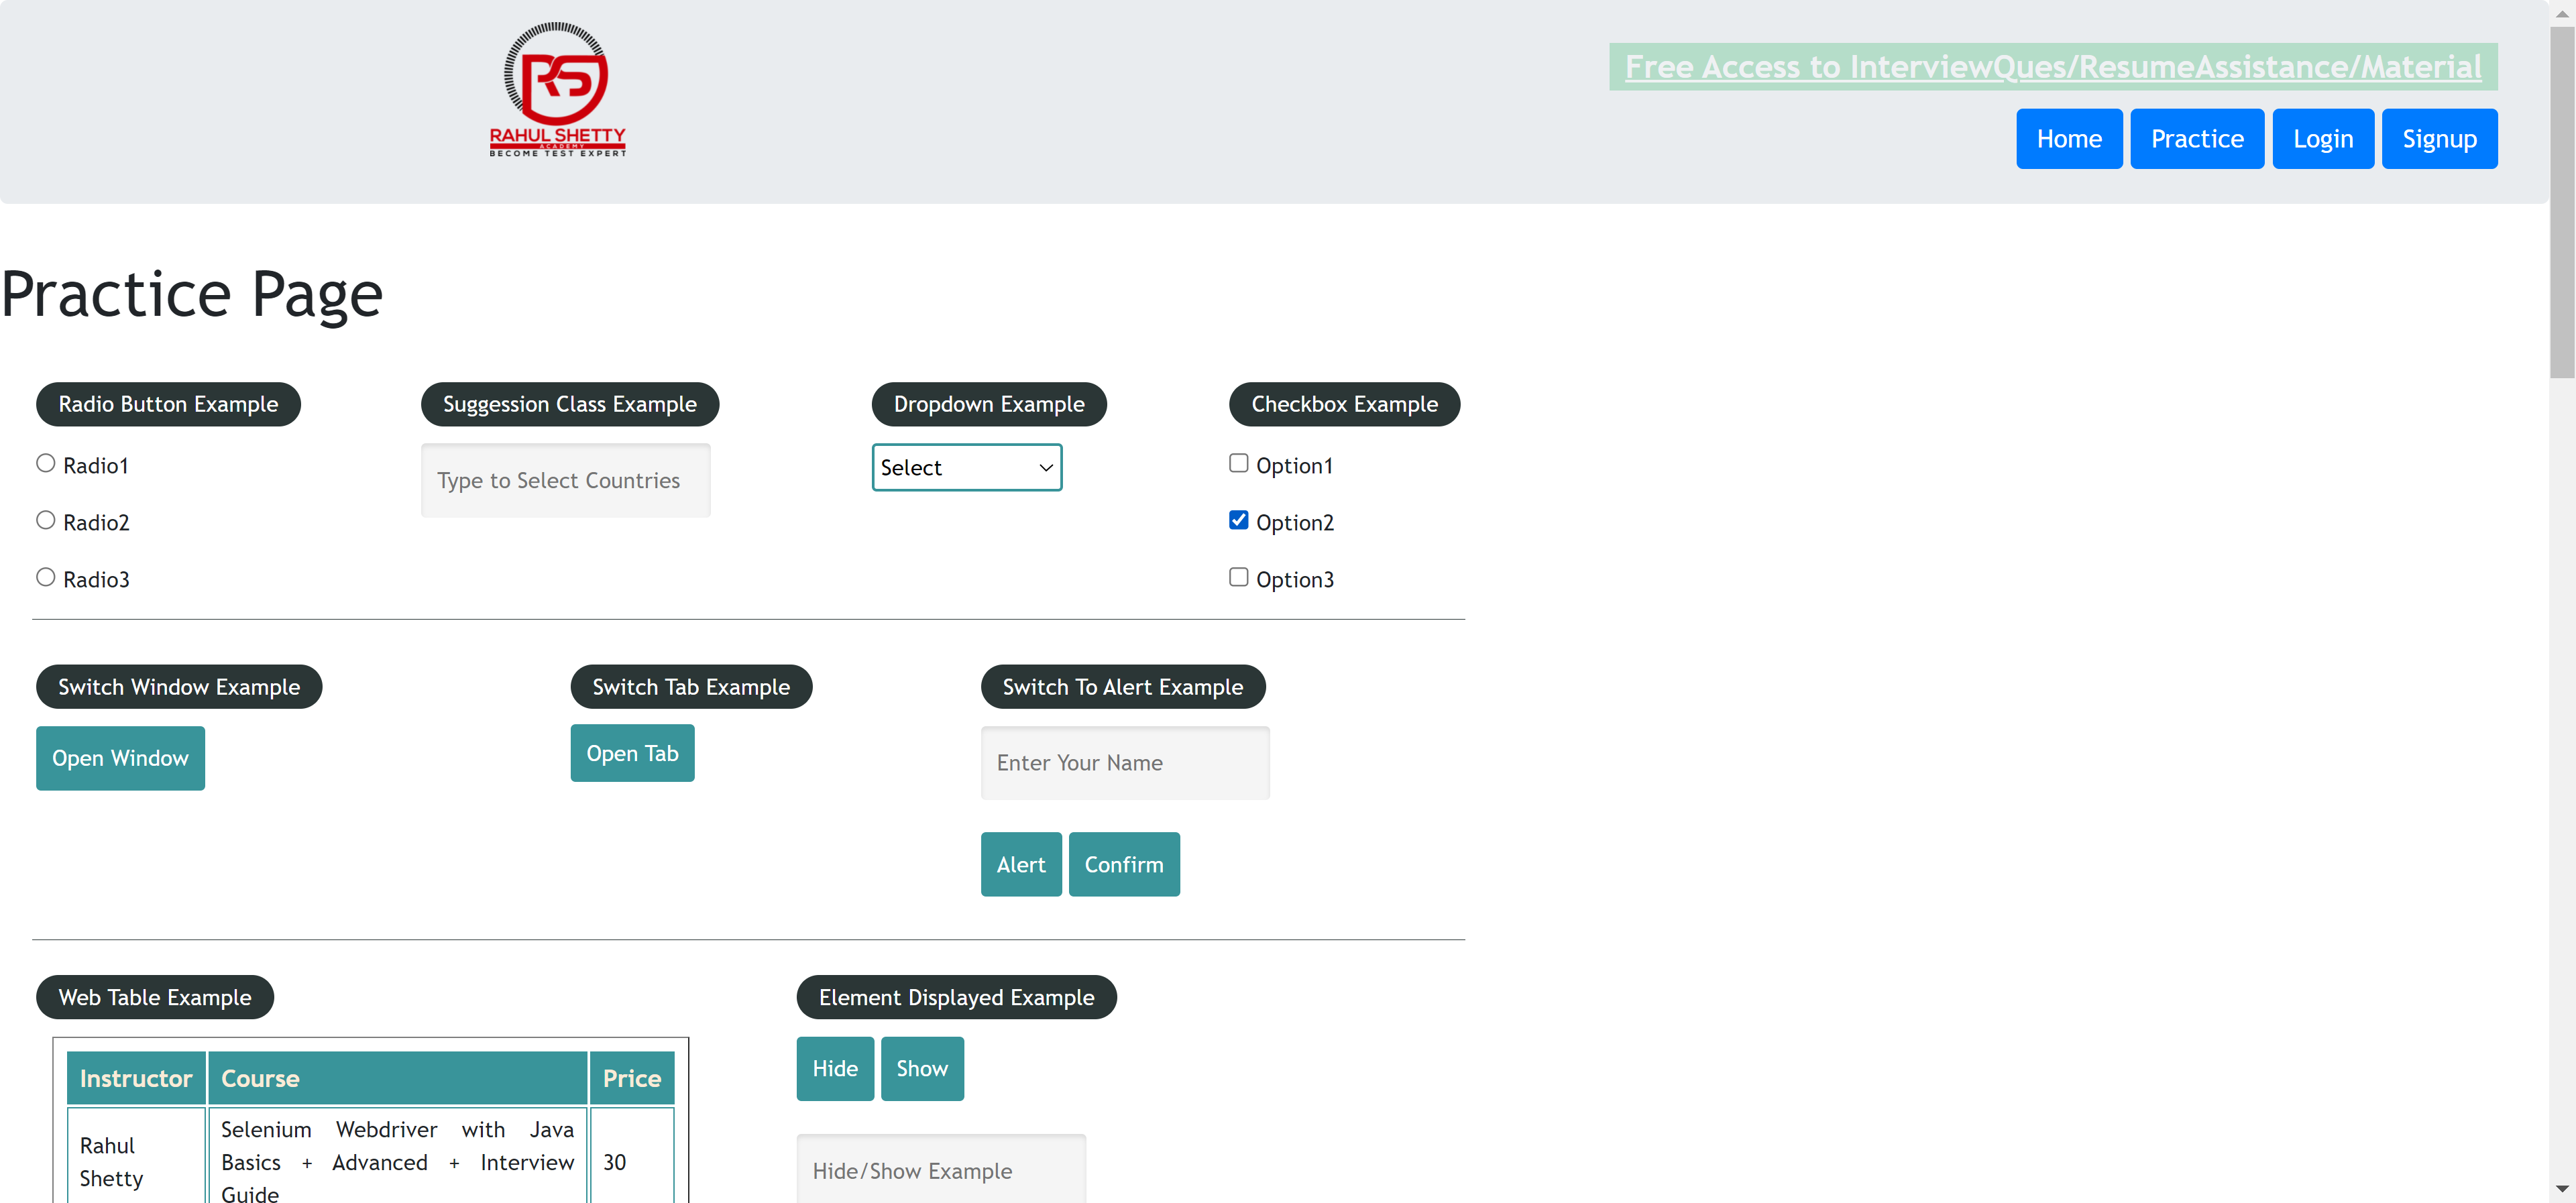 RS
RAHUL SHETTY
ACADEMY
BECOME TEST EXPERT
Free Access to InterviewQues/ResumeAssistance/Material
Home Practice Login Signup
Practice Page
Radio Button Example
Radio1
Radio2
Radio3
Suggession Class Example
Type to Select Countries
Dropdown Example
Select
Checkbox Example
Option1
Option2
Option3
Switch Window Example
Open Window
Switch Tab Example
Open Tab
Switch To Alert Example
Enter Your Name
Alert Confirm
Web Table Example
Instructor Course Price
Rahul
Shetty
Selenium Webdriver with Java
Basics + Advanced + Interview
Guide
30
Element Displayed Example
Hide Show
Hide/Show Example